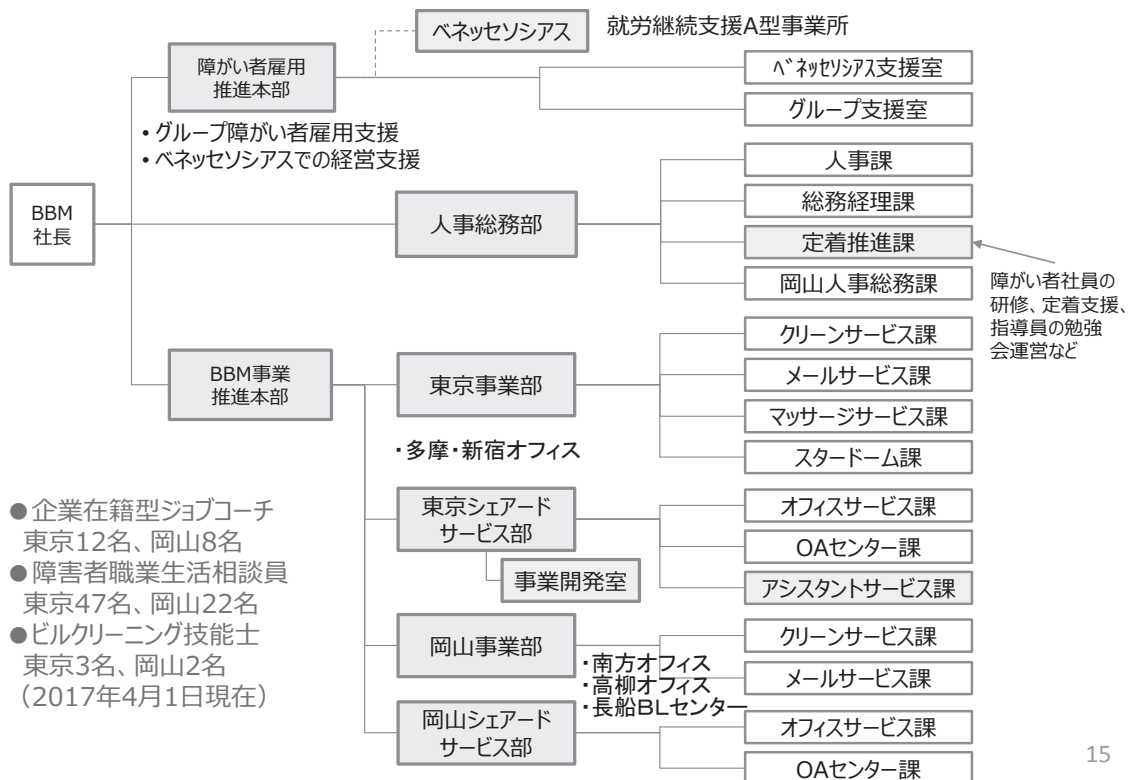 ベネッセソシアス
就労継続支援A型事業所
障がい者雇用
推進本部
ベネッセソシアス支援室
グループ支援室
・グループ障がい者雇用支援
・ベネッセソシアスでの経営支援
BBM
社長
人事総務部
人事課
総務経理課
定着推進課
岡山人事総務課
障がい者社員の
研修、定着支援、
指導員の勉強
会運営など
BBM事業
推進本部
東京事業部
・多摩・新宿オフィス
クリーンサービス課
メールサービス課
マッサージサービス課
スタードーム課
東京シェアード
サービス部
事業開発室
オフィスサービス課
OAセンター課
アシスタントサービス課
岡山事業部
・南方オフィス
・高柳オフィス
・長船BLセンター
クリーンサービス課
メールサービス課
岡山シェアード
サービス部
オフィスサービス課
OAセンター課
●企業在籍型ジョブコーチ
東京12名、岡山8名
●障害者職業生活相談員
東京47名、岡山22名
●ビルクリーニング技能士
東京3名、岡山2名
(2017年4月1日現在)
15